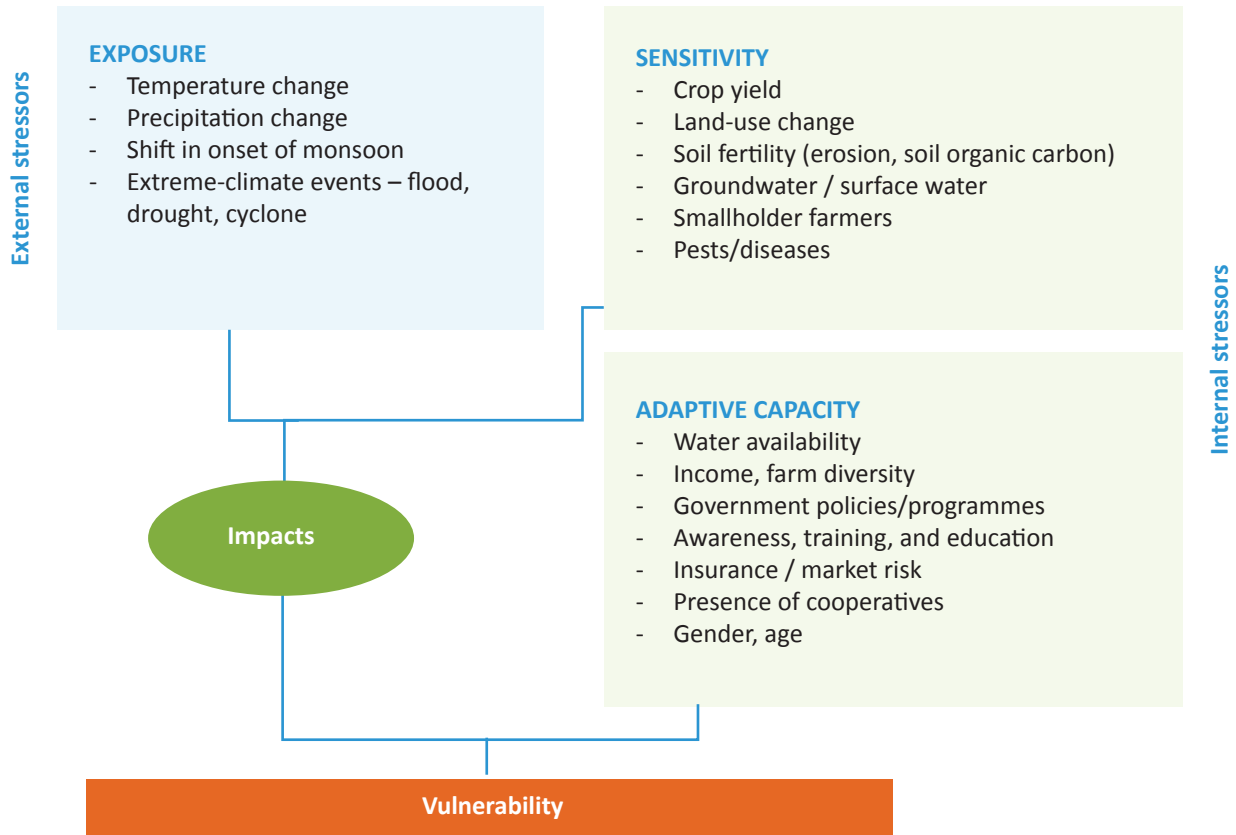 External stressors
EXPOSURE
- Temperature change
- Precipitation change
- Shift in onset of monsoon
- Extreme-climate events – flood,
drought, cyclone
SENSITIVITY
- Crop yield
- Land-use change
- Soil fertility (erosion, soil organic carbon)
- Groundwater / surface water
- Smallholder farmers
- Pests/diseases
Internal stressors
ADAPTIVE CAPACITY
- Water availability
- Income, farm diversity
- Government policies/programmes
- Awareness, training, and education
- Insurance / market risk
- Presence of cooperatives
- Gender, age
Impacts
Vulnerability